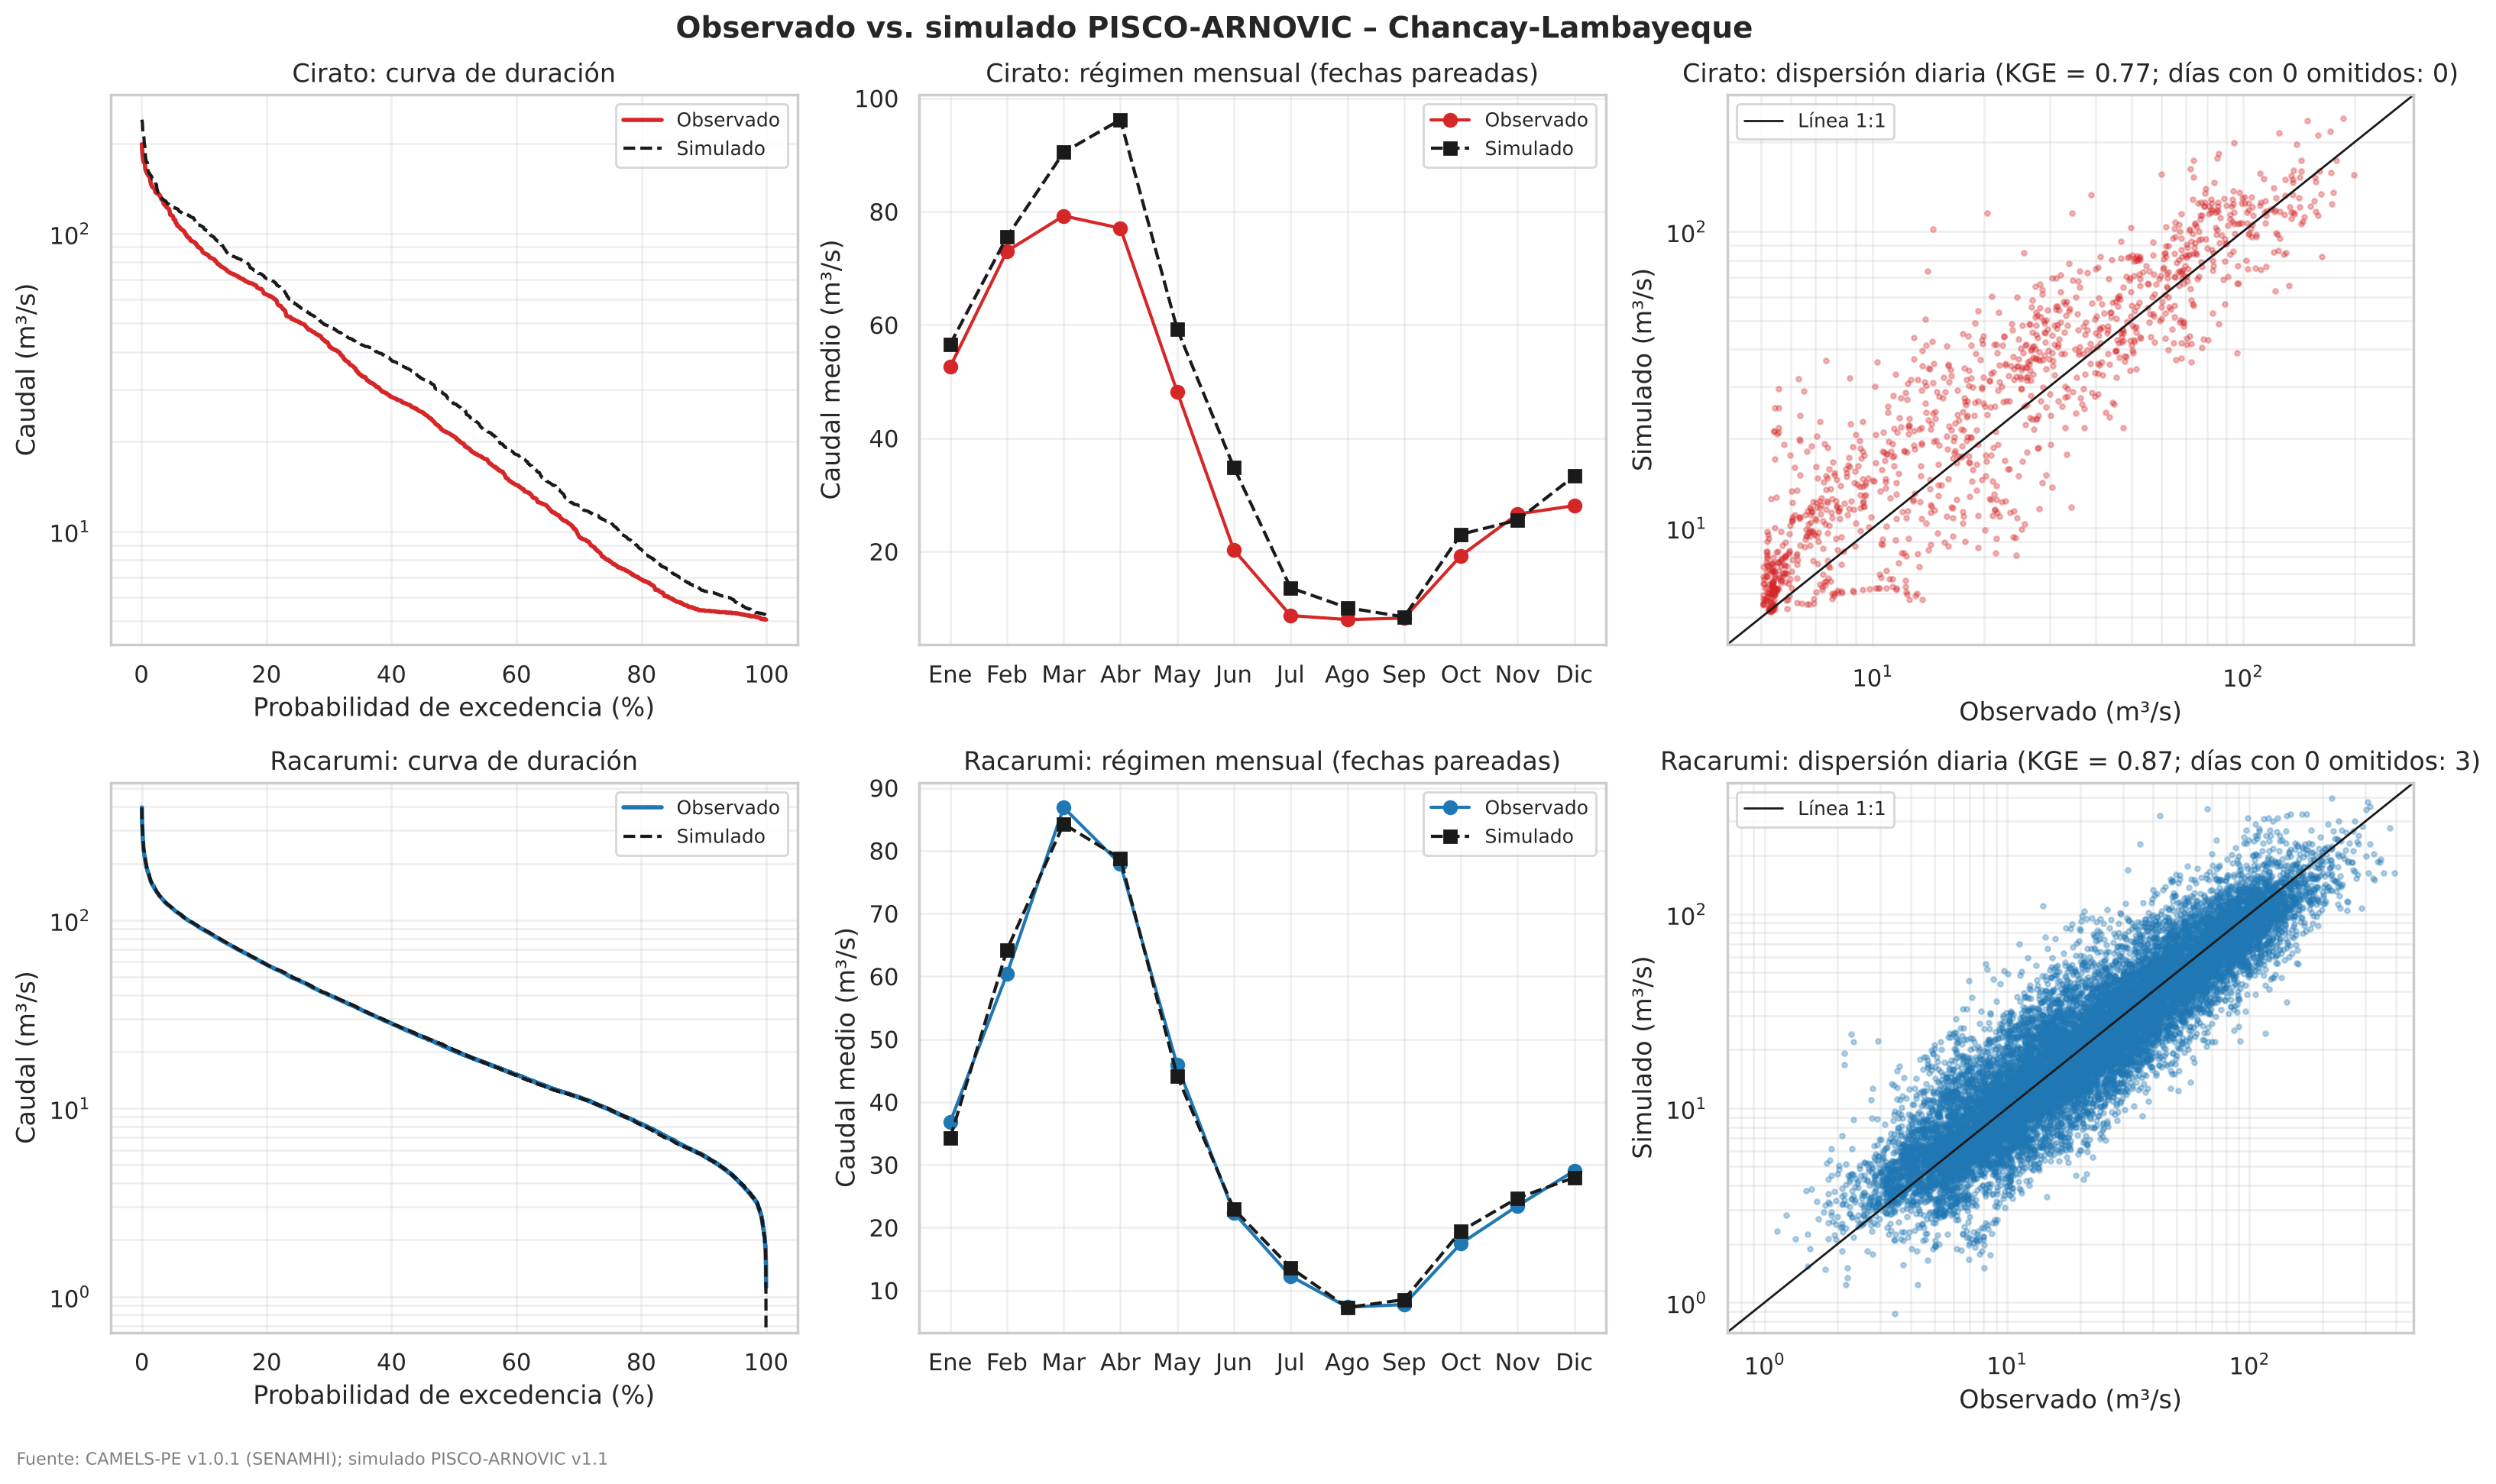 Observado vs. simulado PISCO-ARNOVIC – Chancay-Lambayeque
Cirato: curva de duración
Caudal (m³/s)
10²
10¹
Observado
Simulado
0 20 40 60 80 100
Probabilidad de excedencia (%)
Cirato: régimen mensual (fechas pareadas)
Caudal medio (m³/s)
100
80
60
40
20
Observado
Simulado
Ene Feb Mar Abr May Jun Jul Ago Sep Oct Nov Dic
Cirato: dispersión diaria (KGE = 0.77; días con 0 omitidos: 0)
Simulado (m³/s)
10²
10¹
Línea 1:1
10¹ 10²
Observado (m³/s)
Racarumi: curva de duración
Caudal (m³/s)
10²
10¹
10⁰
Observado
Simulado
0 20 40 60 80 100
Probabilidad de excedencia (%)
Racarumi: régimen mensual (fechas pareadas)
Caudal medio (m³/s)
90
80
70
60
50
40
30
20
10
Observado
Simulado
Ene Feb Mar Abr May Jun Jul Ago Sep Oct Nov Dic
Racarumi: dispersión diaria (KGE = 0.87; días con 0 omitidos: 3)
Simulado (m³/s)
10²
10¹
10⁰
Línea 1:1
10⁰ 10¹ 10²
Observado (m³/s)
Fuente: CAMELS-PE v1.0.1 (SENAMHI); simulado PISCO-ARNOVIC v1.1